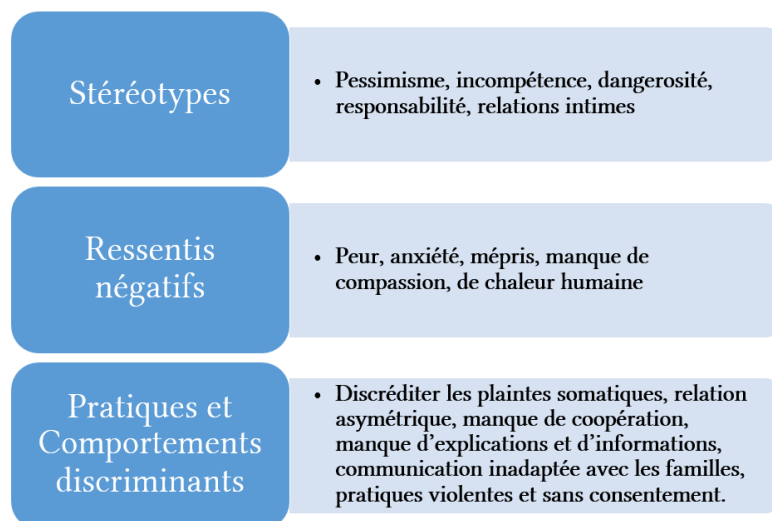 Stéréotypes
• Pessimisme, incompétence, dangerosité,
responsabilité, relations intimes
Ressentis
négatifs
• Peur, anxiété, mépris, manque de
compassion, de chaleur humaine
Pratiques et
Comportements
discriminants
• Discréditer les plaintes somatiques, relation
asymétrique, manque de coopération,
manque d’explications et d’informations,
communication inadaptée avec les familles,
pratiques violentes et sans consentement.